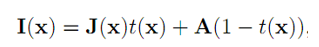 I(x) = J(x)t(x) + A(1 − t(x)).